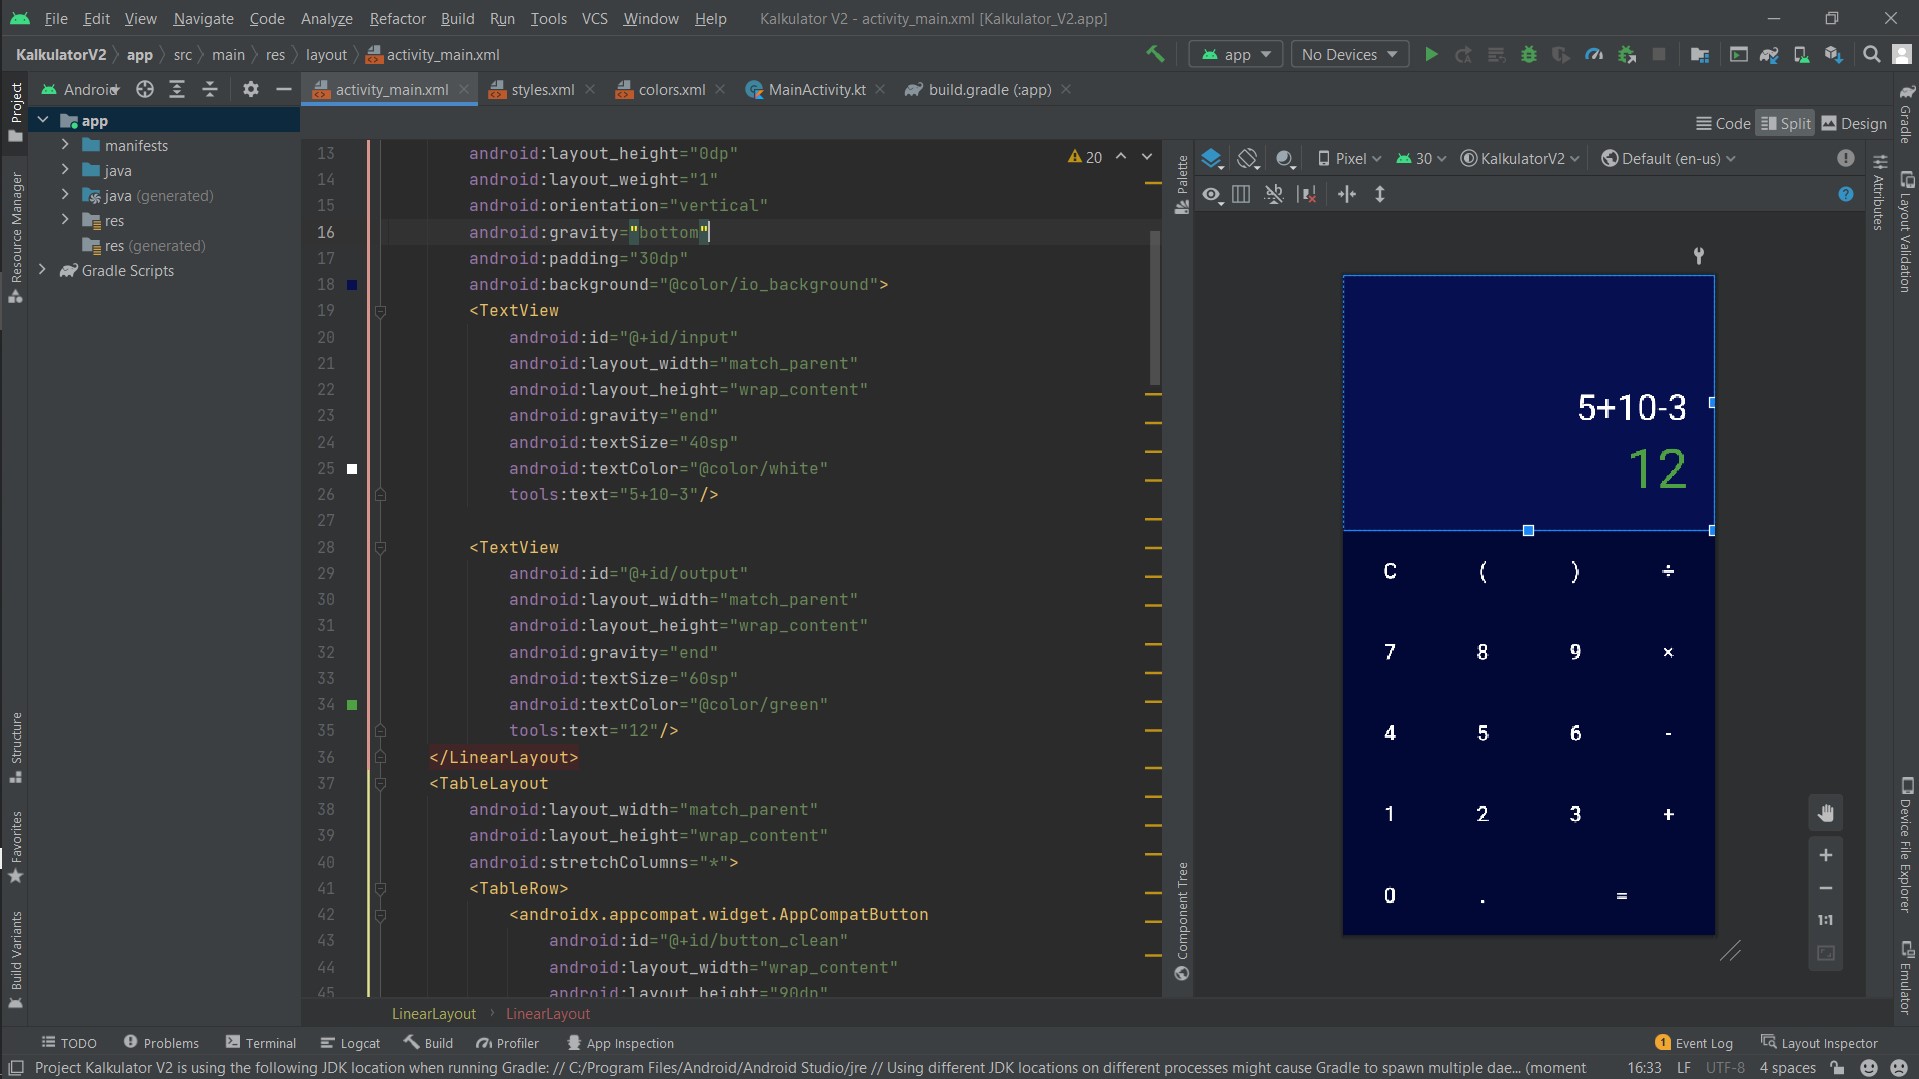 File Edit View Navigate Code Analyze Refactor Build Run Tools VCS Window Help Kalkulator V2 - activity_main.xml [Kalkulator_V2.app]
KalkulatorV2 app src main res layout activity_main.xml app No Devices
Android activity_main.xml styles.xml colors.xml MainActivity.kt build.gradle (:app)
Code Split Design
Project
Resource Manager
Structure
Favorites
Build Variants
app
manifests
java
java (generated)
res
res (generated)
Gradle Scripts
13 android:layout_height="0dp"
14 android:layout_weight="1"
15 android:orientation="vertical"
16 android:gravity="bottom"
17 android:padding="30dp"
18 android:background="@color/io_background">
19 <TextView
20 android:id="@+id/input"
21 android:layout_width="match_parent"
22 android:layout_height="wrap_content"
23 android:gravity="end"
24 android:textSize="40sp"
25 android:textColor="@color/white"
26 tools:text="5+10-3"/>
27
28 <TextView
29 android:id="@+id/output"
30 android:layout_width="match_parent"
31 android:layout_height="wrap_content"
32 android:gravity="end"
33 android:textSize="60sp"
34 android:textColor="@color/green"
35 tools:text="12"/>
36 </LinearLayout>
37 <TableLayout
38 android:layout_width="match_parent"
39 android:layout_height="wrap_content"
40 android:stretchColumns="*">
41 <TableRow>
42 <androidx.appcompat.widget.AppCompatButton
43 android:id="@+id/button_clean"
44 android:layout_width="wrap_content"
45 android:layout_height="90dp"
20
LinearLayout LinearLayout
Palette
Component Tree
Pixel 30 KalkulatorV2 Default (en-us)
5+10-3
12
C ( ) ÷
7 8 9 ×
4 5 6 -
1 2 3 +
0 . =
1:1
Attributes
Gradle
Layout Validation
Device File Explorer
Emulator
TODO Problems Terminal Logcat Build Profiler App Inspection 1 Event Log Layout Inspector
Project Kalkulator V2 is using the following JDK location when running Gradle: // C:/Program Files/Android/Android Studio/jre // Using different JDK locations on different processes might cause Gradle to spawn multiple dae... (moment 16:33 LF UTF-8 4 spaces